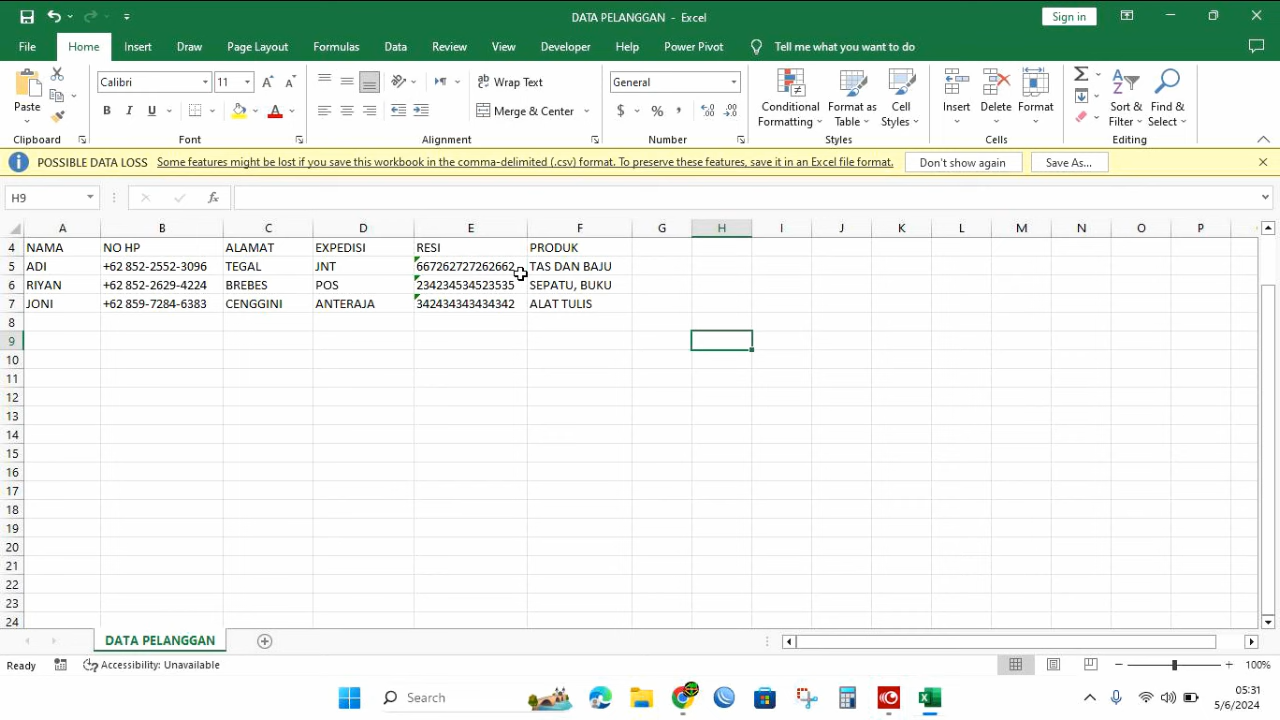 DATA PELANGGAN - Excel
Sign in
File Home Insert Draw Page Layout Formulas Data Review View Developer Help Power Pivot Tell me what you want to do
Paste
Calibri 11
B I U A
Wrap Text
Merge & Center
General
$ % ,
Conditional Formatting
Format as Table
Cell Styles
Insert Delete Format
Sort & Filter
Find & Select
Clipboard Font Alignment Number Styles Cells Editing
POSSIBLE DATA LOSS Some features might be lost if you save this workbook in the comma-delimited (.csv) format. To preserve these features, save it in an Excel file format. Don't show again Save As...
H9 fx
A B C D E F G H I J K L M N O P
4 NAMA NO HP ALAMAT EXPEDISI RESI PRODUK
5 ADI +62 852-2552-3096 TEGAL JNT 667262727262662 TAS DAN BAJU
6 RIYAN +62 852-2629-4224 BREBES POS 234234534523535 SEPATU, BUKU
7 JONI +62 859-7284-6383 CENGGINI ANTERAJA 342434343434342 ALAT TULIS
8
9
10
11
12
13
14
15
16
17
18
19
20
21
22
23
24
DATA PELANGGAN
Ready Accessibility: Unavailable 100%
Search
05:31
5/6/2024